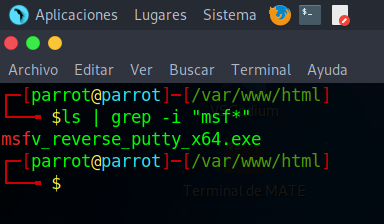 Aplicaciones Lugares Sistema
Archivo Editar Ver Buscar Terminal Ayuda
┌─[parrot@parrot]─[/var/www/html]
└──╼ $ls | grep -i "msf*"
msfv_reverse_putty_x64.exe
┌─[parrot@parrot]─[/var/www/html]
└──╼ $
Terminal de MATE